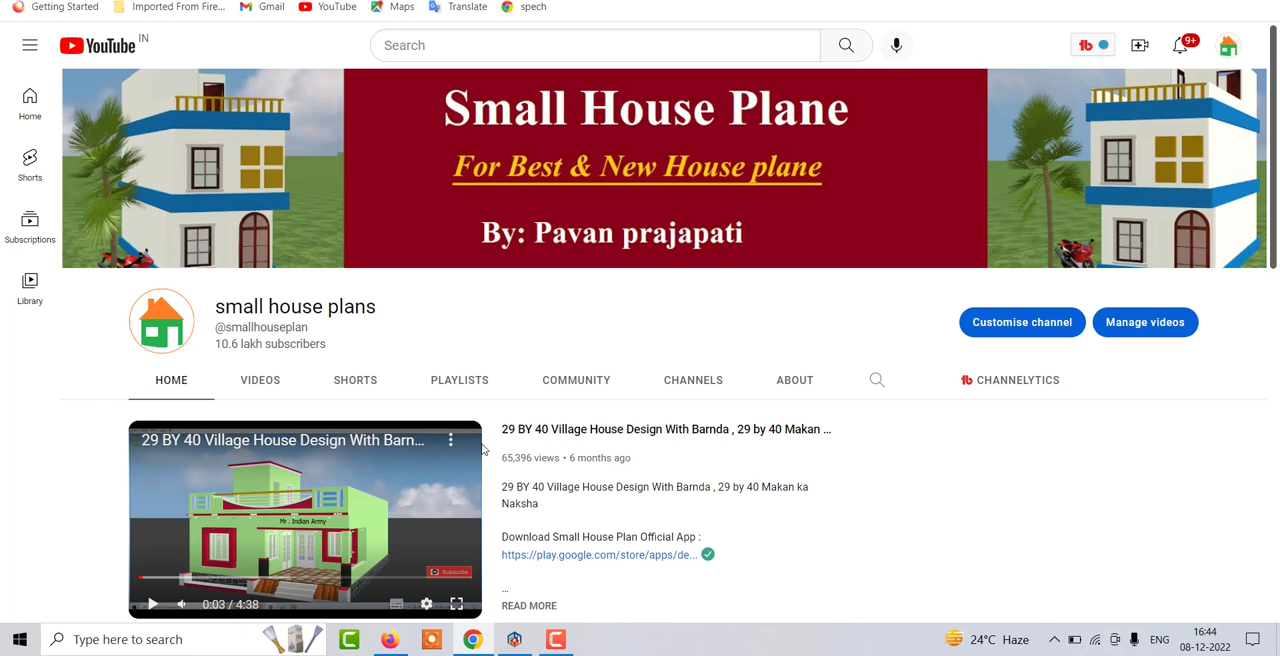 Getting Started Imported From Fire... Gmail YouTube Maps Translate spech
YouTube IN Search 9+
Home
Shorts
Subscriptions
Library
Small House Plane
For Best & New House plane
By: Pavan prajapati
small house plans
@smallhouseplan
10.6 lakh subscribers
Customise channel Manage videos
HOME VIDEOS SHORTS PLAYLISTS COMMUNITY CHANNELS ABOUT CHANNELYTICS
29 BY 40 Village House Design With Barn...
Mr . Indian Army
Subscribe
0:03 / 4:38
29 BY 40 Village House Design With Barnda , 29 by 40 Makan ...
65,396 views • 6 months ago
29 BY 40 Village House Design With Barnda , 29 by 40 Makan ka
Naksha
Download Small House Plan Official App :
https://play.google.com/store/apps/de...
...
READ MORE
Type here to search 24°C Haze ENG 16:44
08-12-2022